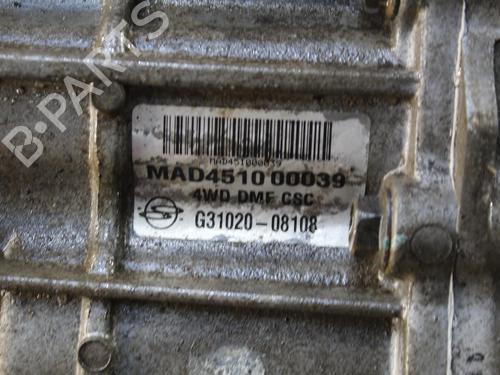 B-PARTS
MAD451000039
MAD4510 00039
4WD DMF CSC
G31020-08108